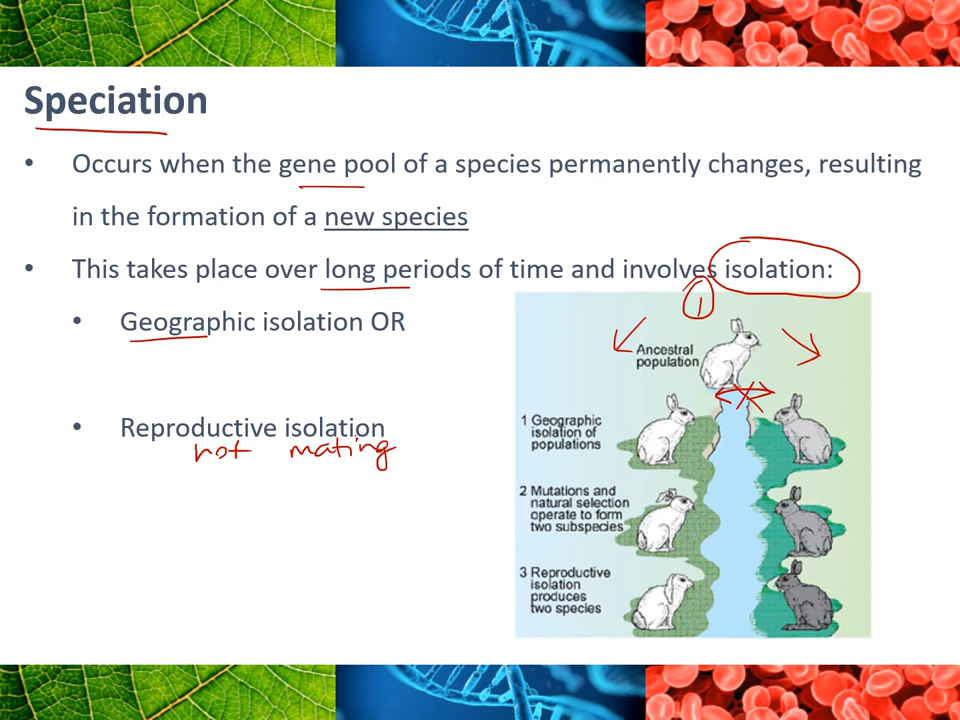 Speciation
• Occurs when the gene pool of a species permanently changes, resulting
in the formation of a new species
• This takes place over long periods of time and involves isolation:
1
• Geographic isolation OR
Ancestral
population
• Reproductive isolation
not mating
1 Geographic
isolation of
populations
2 Mutations and
natural selection
operate to form
two subspecies
3 Reproductive
isolation
produces
two species